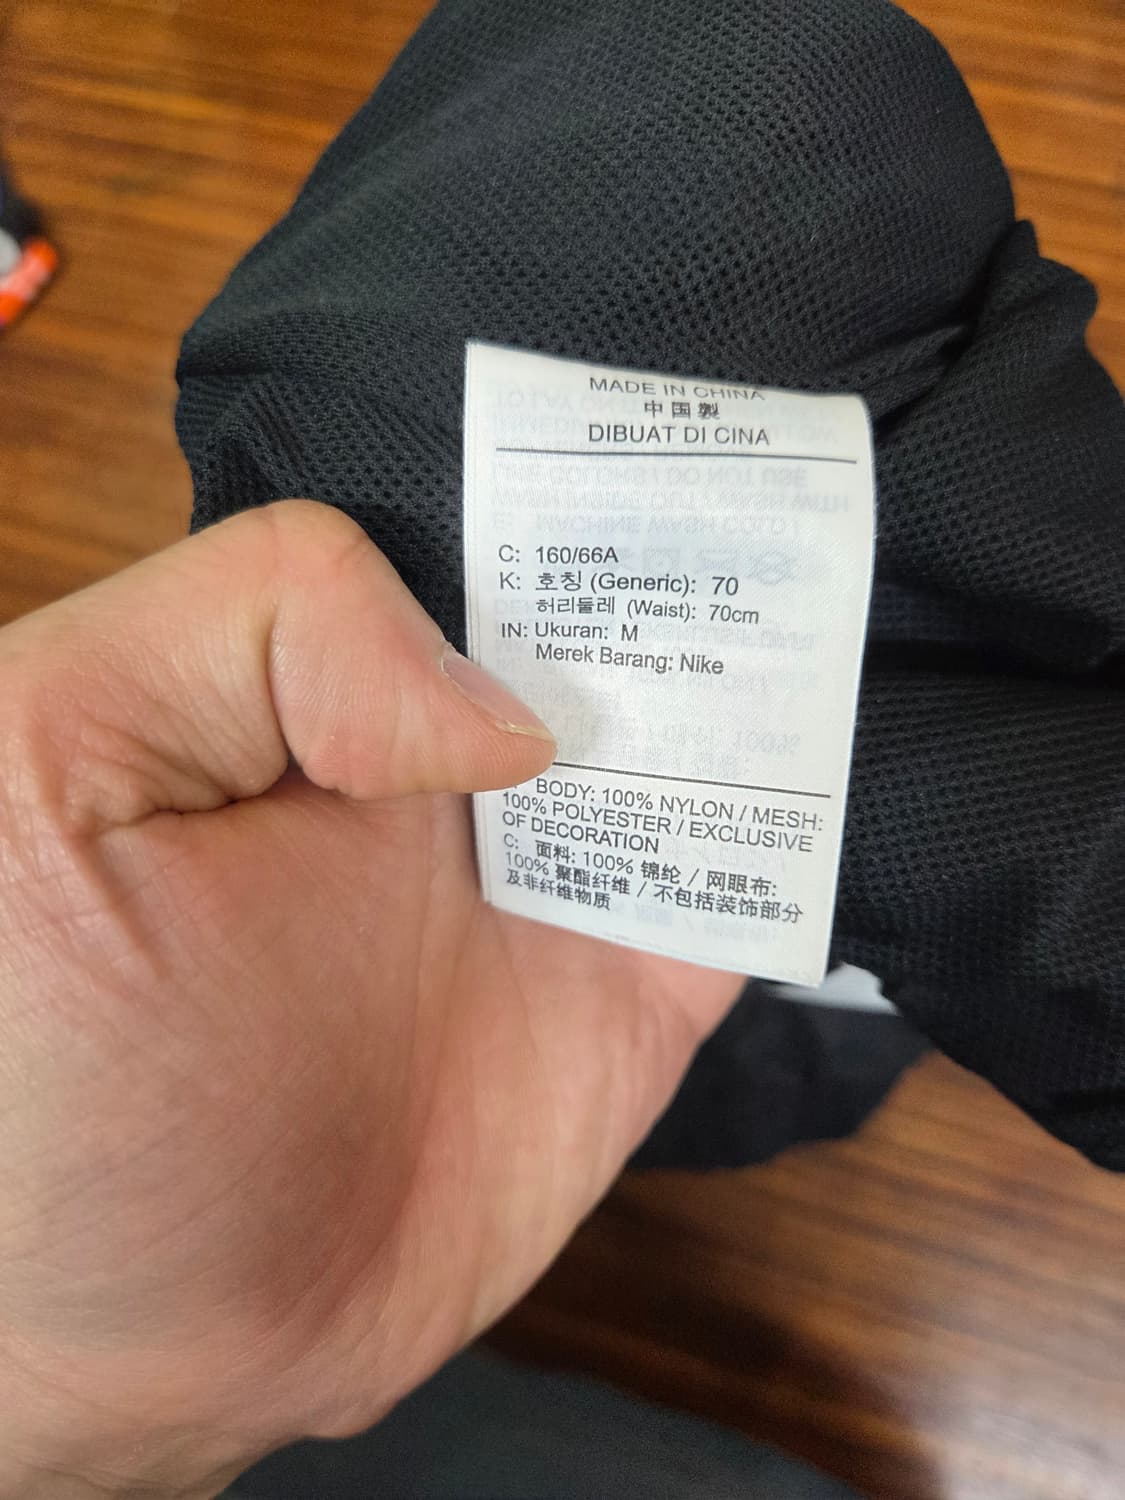 MADE IN CHINA
中国製
DIBUAT DI CINA
C: 160/66A
K: 호칭 (Generic): 70
허리둘레 (Waist): 70cm
IN: Ukuran: M
Merek Barang: Nike
BODY: 100% NYLON / MESH:
100% POLYESTER / EXCLUSIVE
OF DECORATION
C: 面料: 100% 锦纶 / 网眼布:
100% 聚酯纤维 / 不包括装饰部分
及非纤维物质